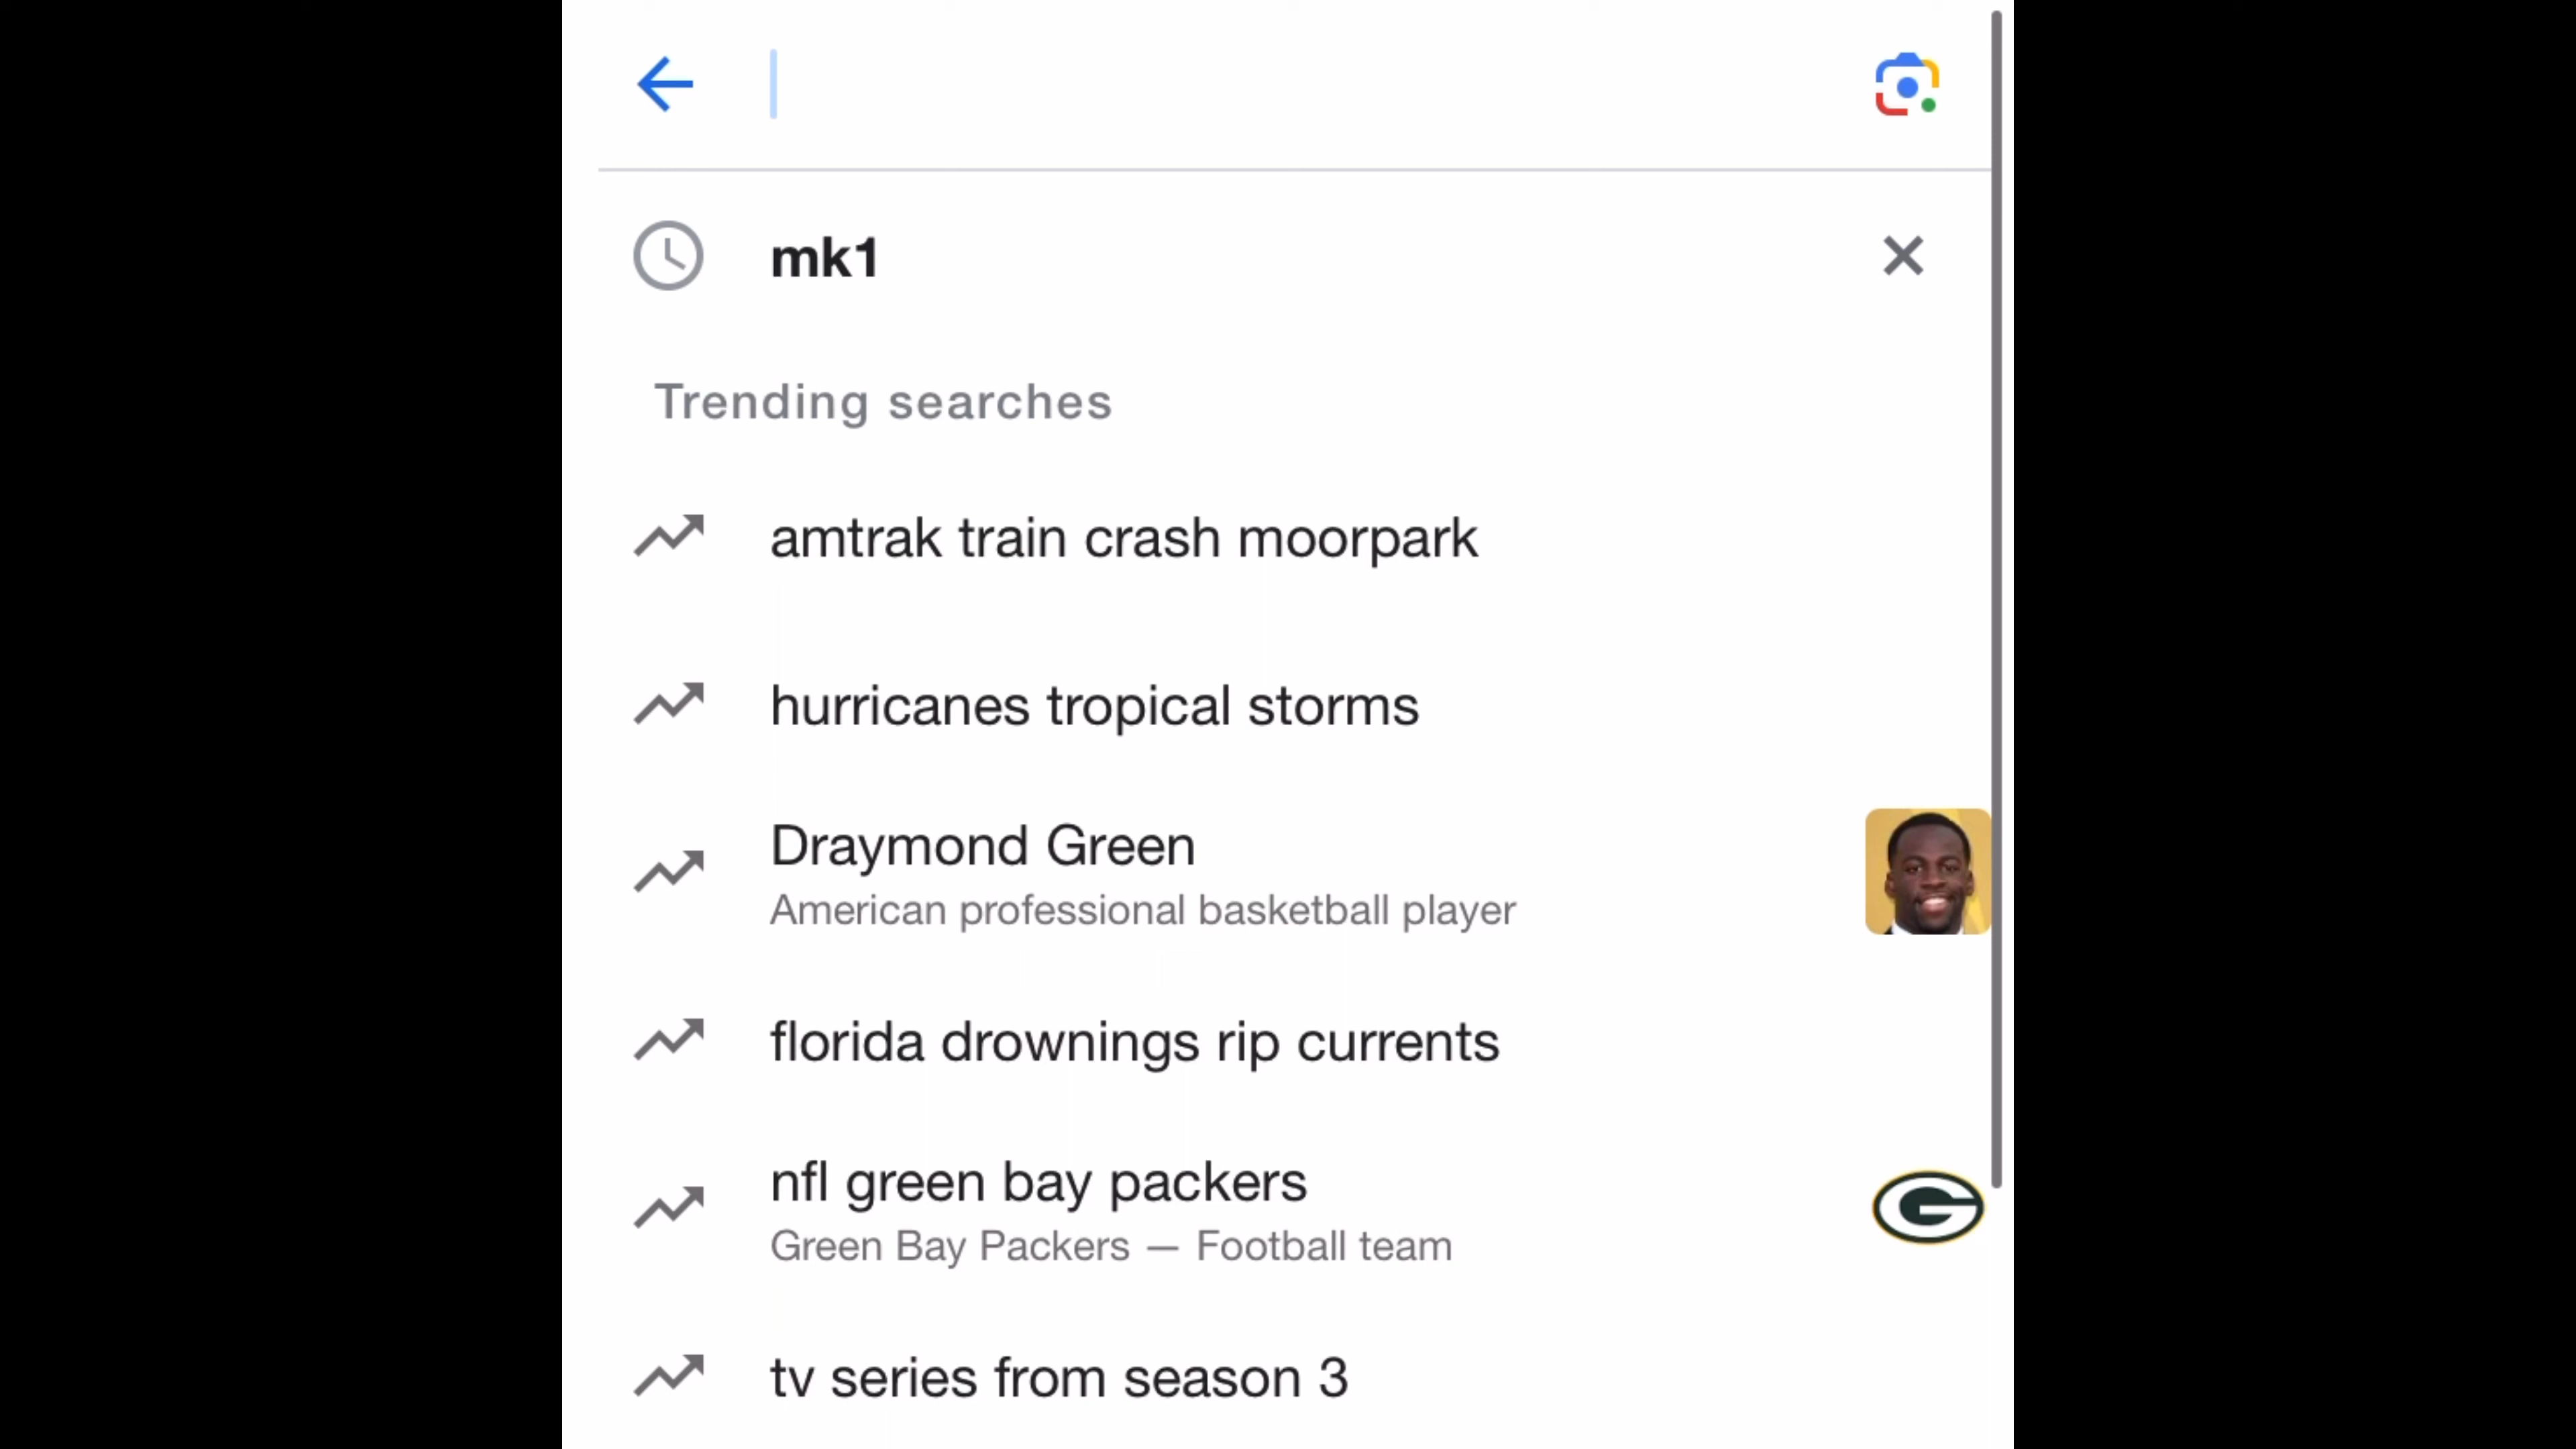 mk1
Trending searches
amtrak train crash moorpark
hurricanes tropical storms
Draymond Green
American professional basketball player
florida drownings rip currents
nfl green bay packers
Green Bay Packers — Football team
G
tv series from season 3